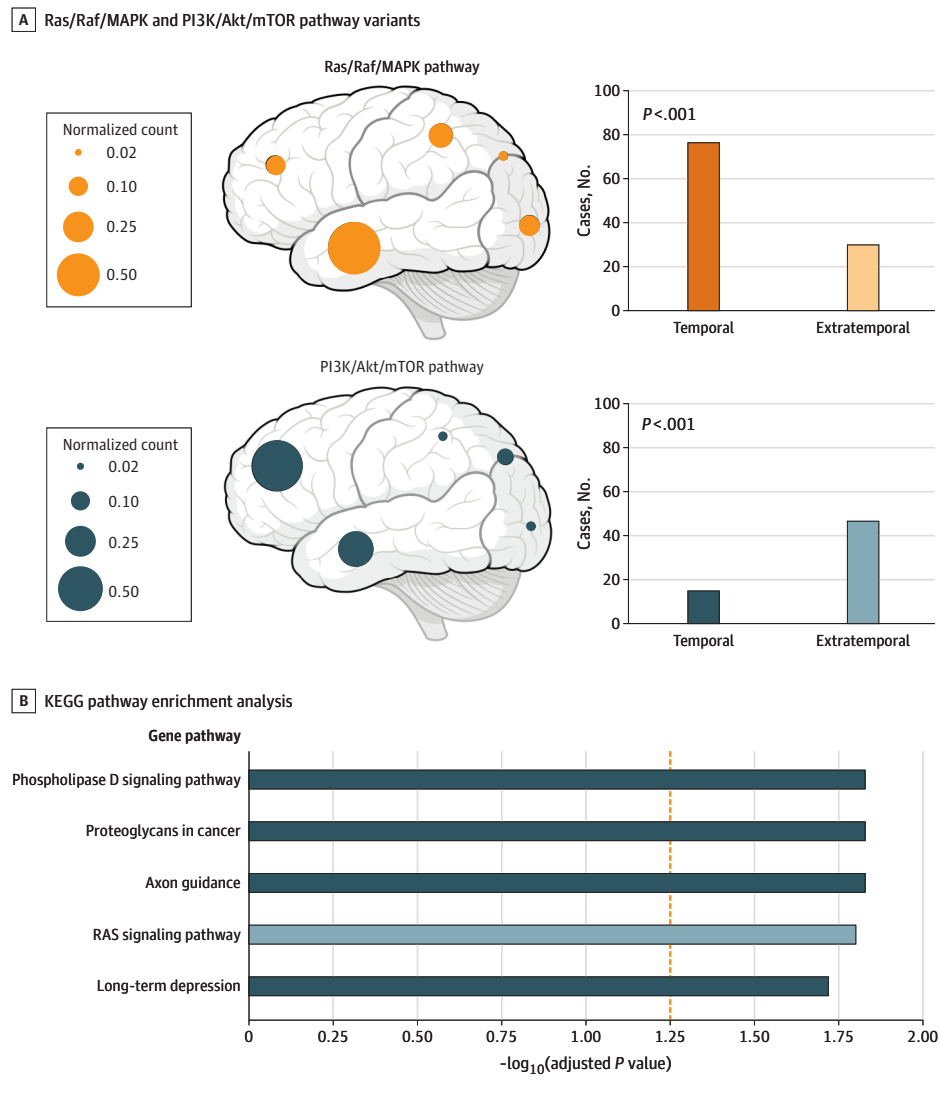 A Ras/Raf/MAPK and PI3K/Akt/mTOR pathway variants
Ras/Raf/MAPK pathway
Normalized count
0.02
0.10
0.25
0.50
Cases, No.
100
80
60
40
20
0
P<.001
Temporal
Extratemporal
PI3K/Akt/mTOR pathway
Normalized count
0.02
0.10
0.25
0.50
Cases, No.
100
80
60
40
20
0
P<.001
Temporal
Extratemporal
B KEGG pathway enrichment analysis
Gene pathway
Phospholipase D signaling pathway
Proteoglycans in cancer
Axon guidance
RAS signaling pathway
Long-term depression
0 0.25 0.50 0.75 1.00 1.25 1.50 1.75 2.00
-log10(adjusted P value)